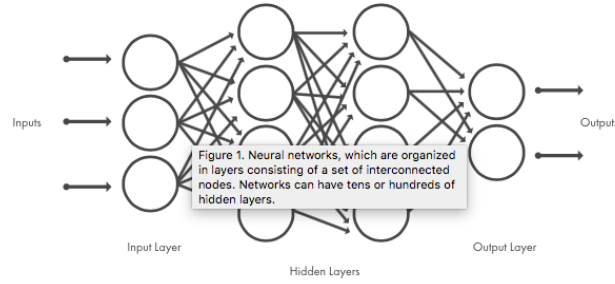 Inputs
Output
Figure 1. Neural networks, which are organized
in layers consisting of a set of interconnected
nodes. Networks can have tens or hundreds of
hidden layers.
Input Layer
Output Layer
Hidden Layers